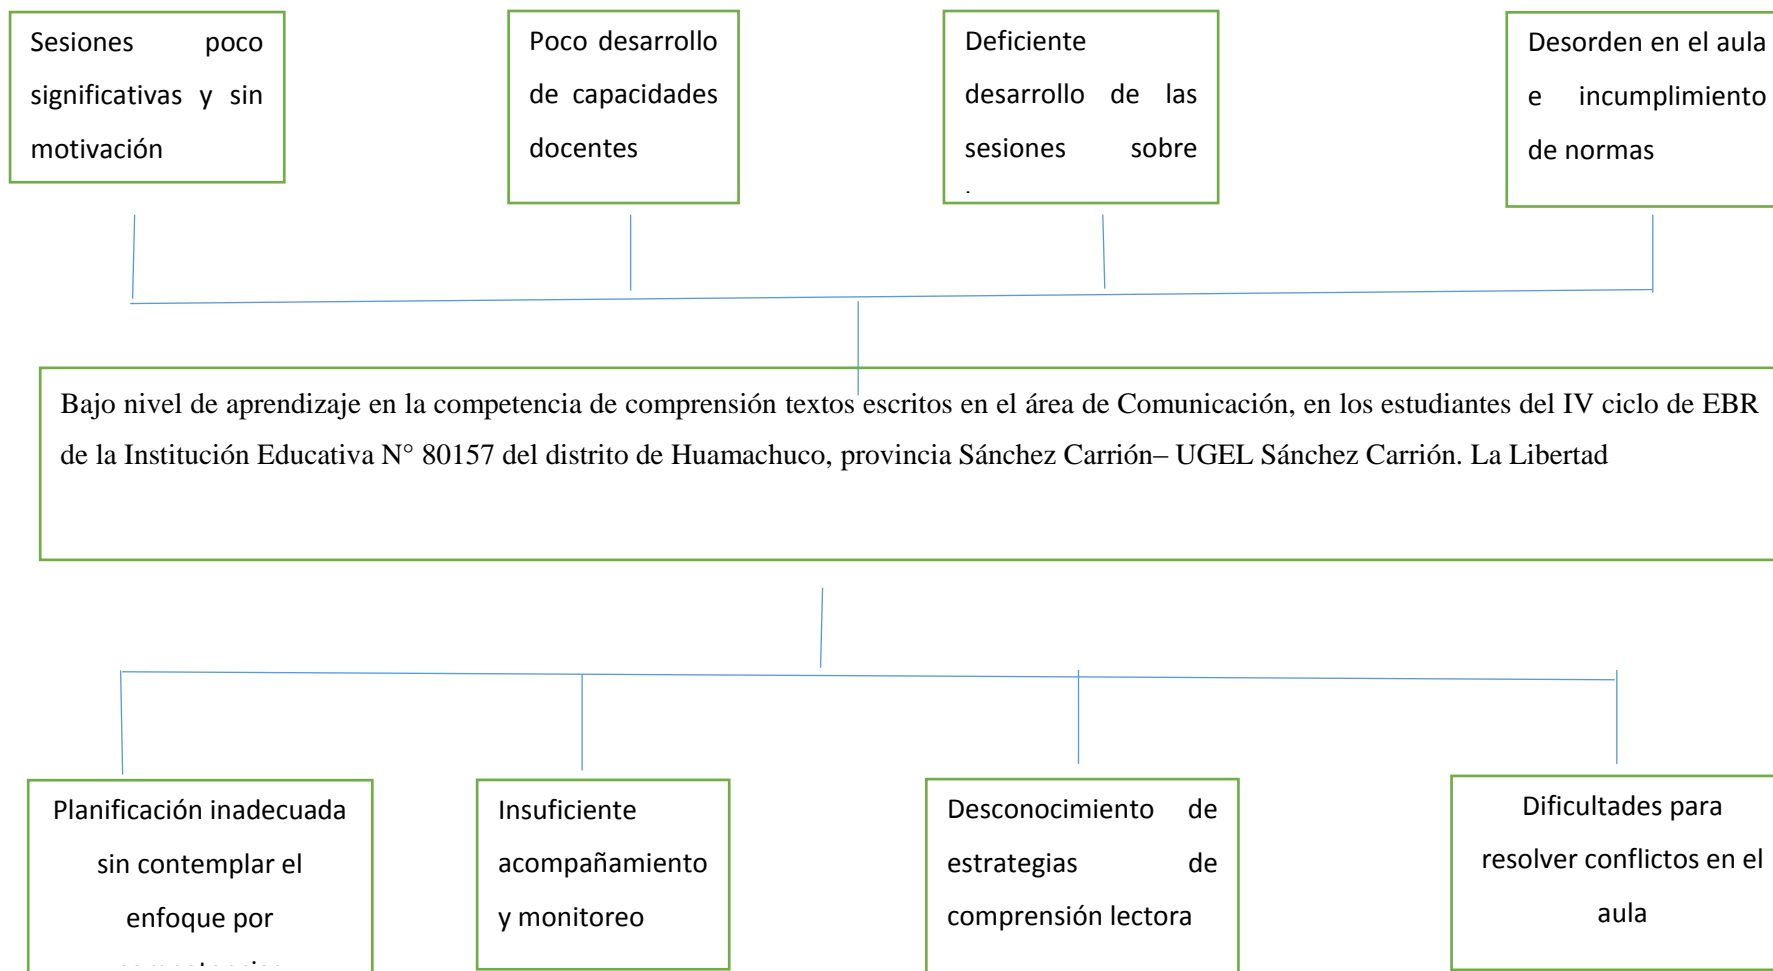 Sesiones poco
significativas y sin
motivación
Poco desarrollo
de capacidades
docentes
Deficiente
desarrollo de las
sesiones sobre
Desorden en el aula
e incumplimiento
de normas
Bajo nivel de aprendizaje en la competencia de comprensión textos escritos en el área de Comunicación, en los estudiantes del IV ciclo de EBR
de la Institución Educativa N° 80157 del distrito de Huamachuco, provincia Sánchez Carrión– UGEL Sánchez Carrión. La Libertad
Planificación inadecuada
sin contemplar el
enfoque por
Insuficiente
acompañamiento
y monitoreo
Desconocimiento de
estrategias de
comprensión lectora
Dificultades para
resolver conflictos en el
aula